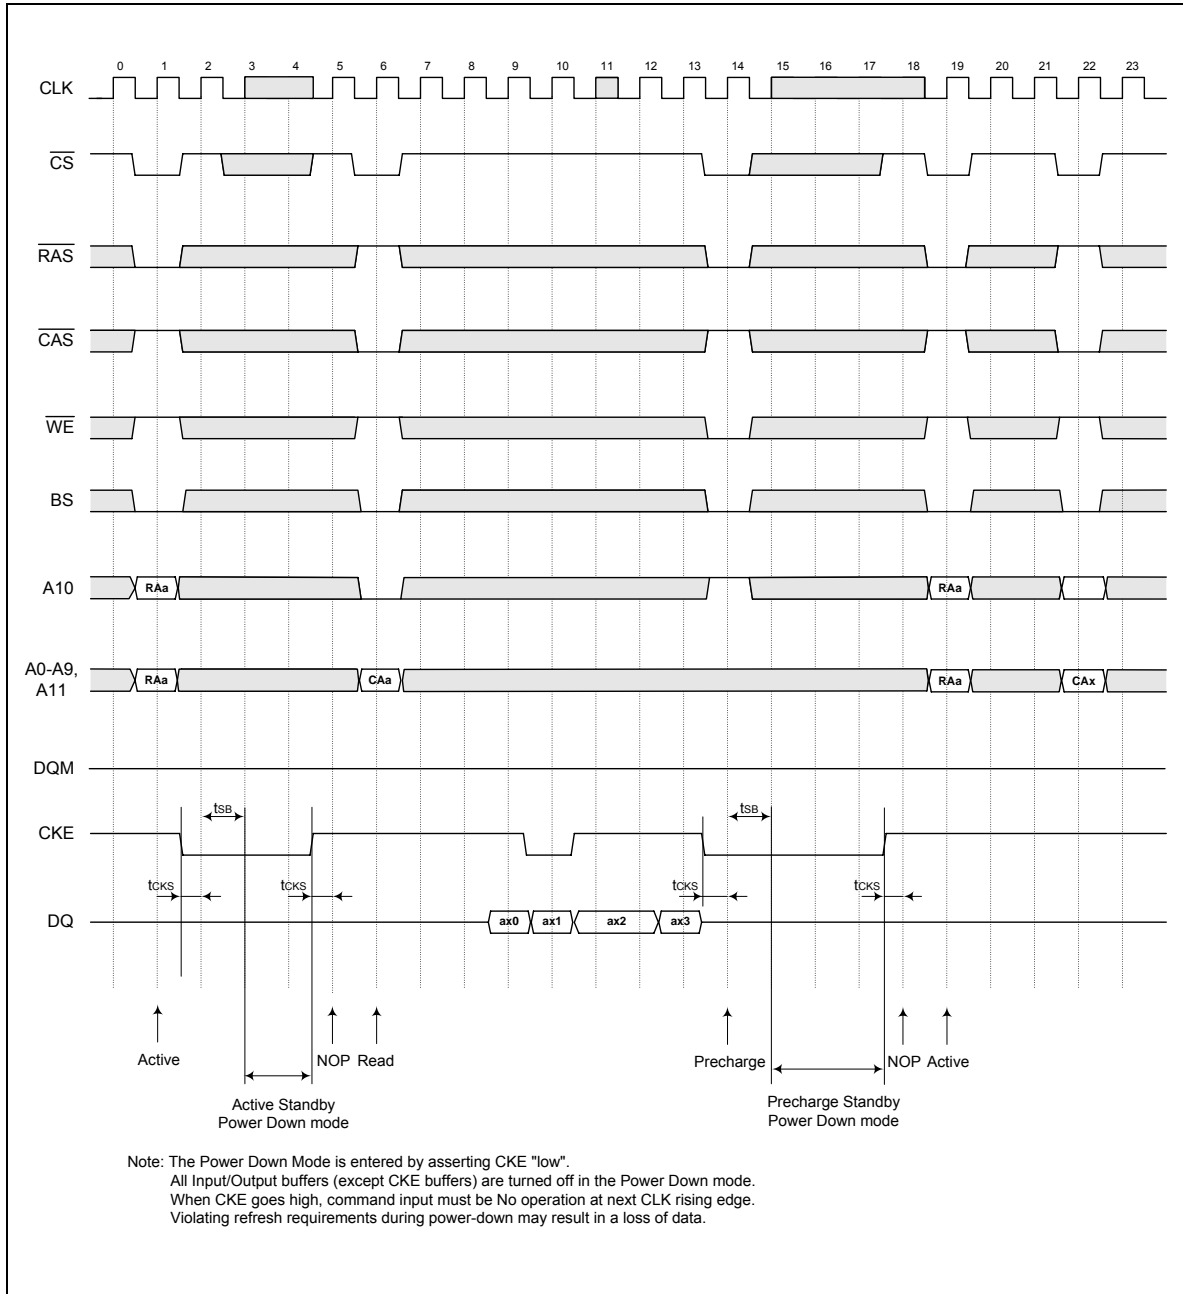 0 1 2 3 4 5 6 7 8 9 10 11 12 13 14 15 16 17 18 19 20 21 22 23
CLK
CS
RAS
CAS
WE
BS
A10 RAa RAa
A0-A9,
A11 RAa CAa RAa CAx
DQM
tSB tSB
CKE
tCKS tCKS tCKS tCKS
DQ ax0 ax1 ax2 ax3
Active NOP Read Precharge NOP Active
Active Standby
Power Down mode
Precharge Standby
Power Down mode
Note: The Power Down Mode is entered by asserting CKE "low".
All Input/Output buffers (except CKE buffers) are turned off in the Power Down mode.
When CKE goes high, command input must be No operation at next CLK rising edge.
Violating refresh requirements during power-down may result in a loss of data.